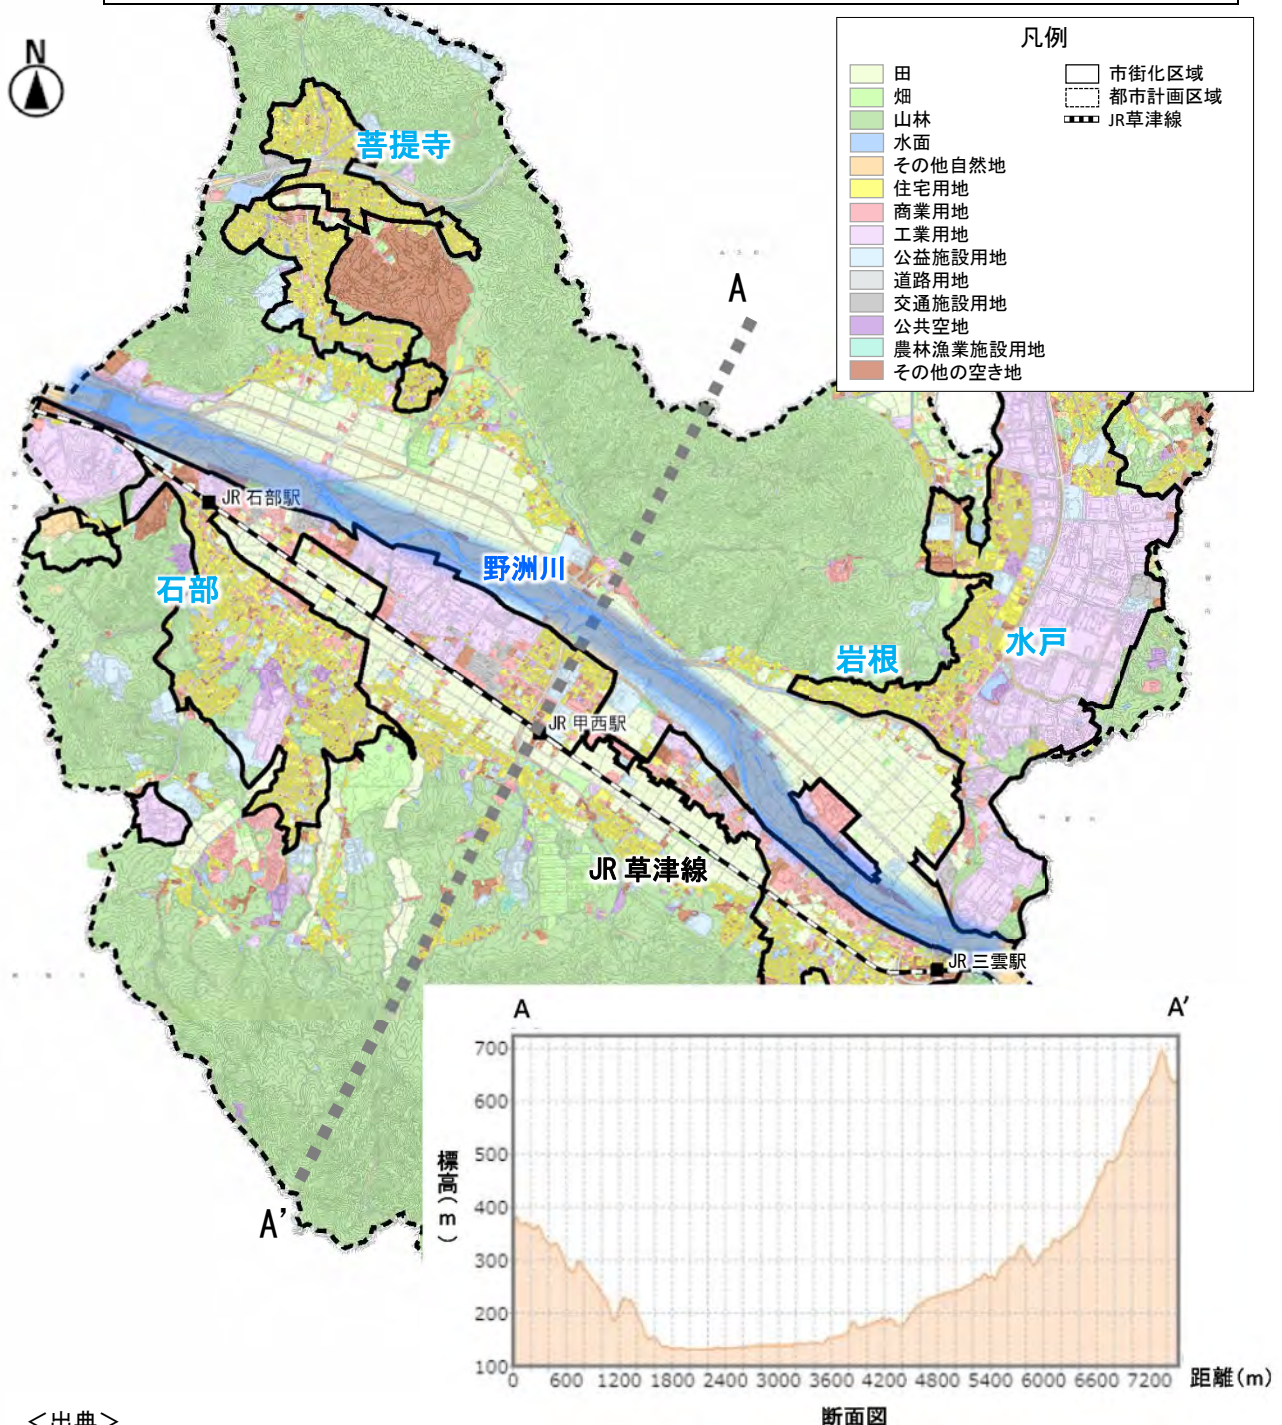 N
凡例
田
畑
山林
水面
その他自然地
住宅用地
商業用地
工業用地
公益施設用地
道路用地
交通施設用地
公共空地
農林漁業施設用地
その他の空き地
市街化区域
都市計画区域
JR草津線
菩提寺
A
JR 石部駅
野洲川
石部
水戸
岩根
JR 甲西駅
JR 草津線
JR 三雲駅
A'
A
A'
標高(m)
700
600
500
400
300
200
100
0 600 1200 1800 2400 3000 3600 4200 4800 5400 6000 6600 7200
距離(m)
断面図
＜出典＞